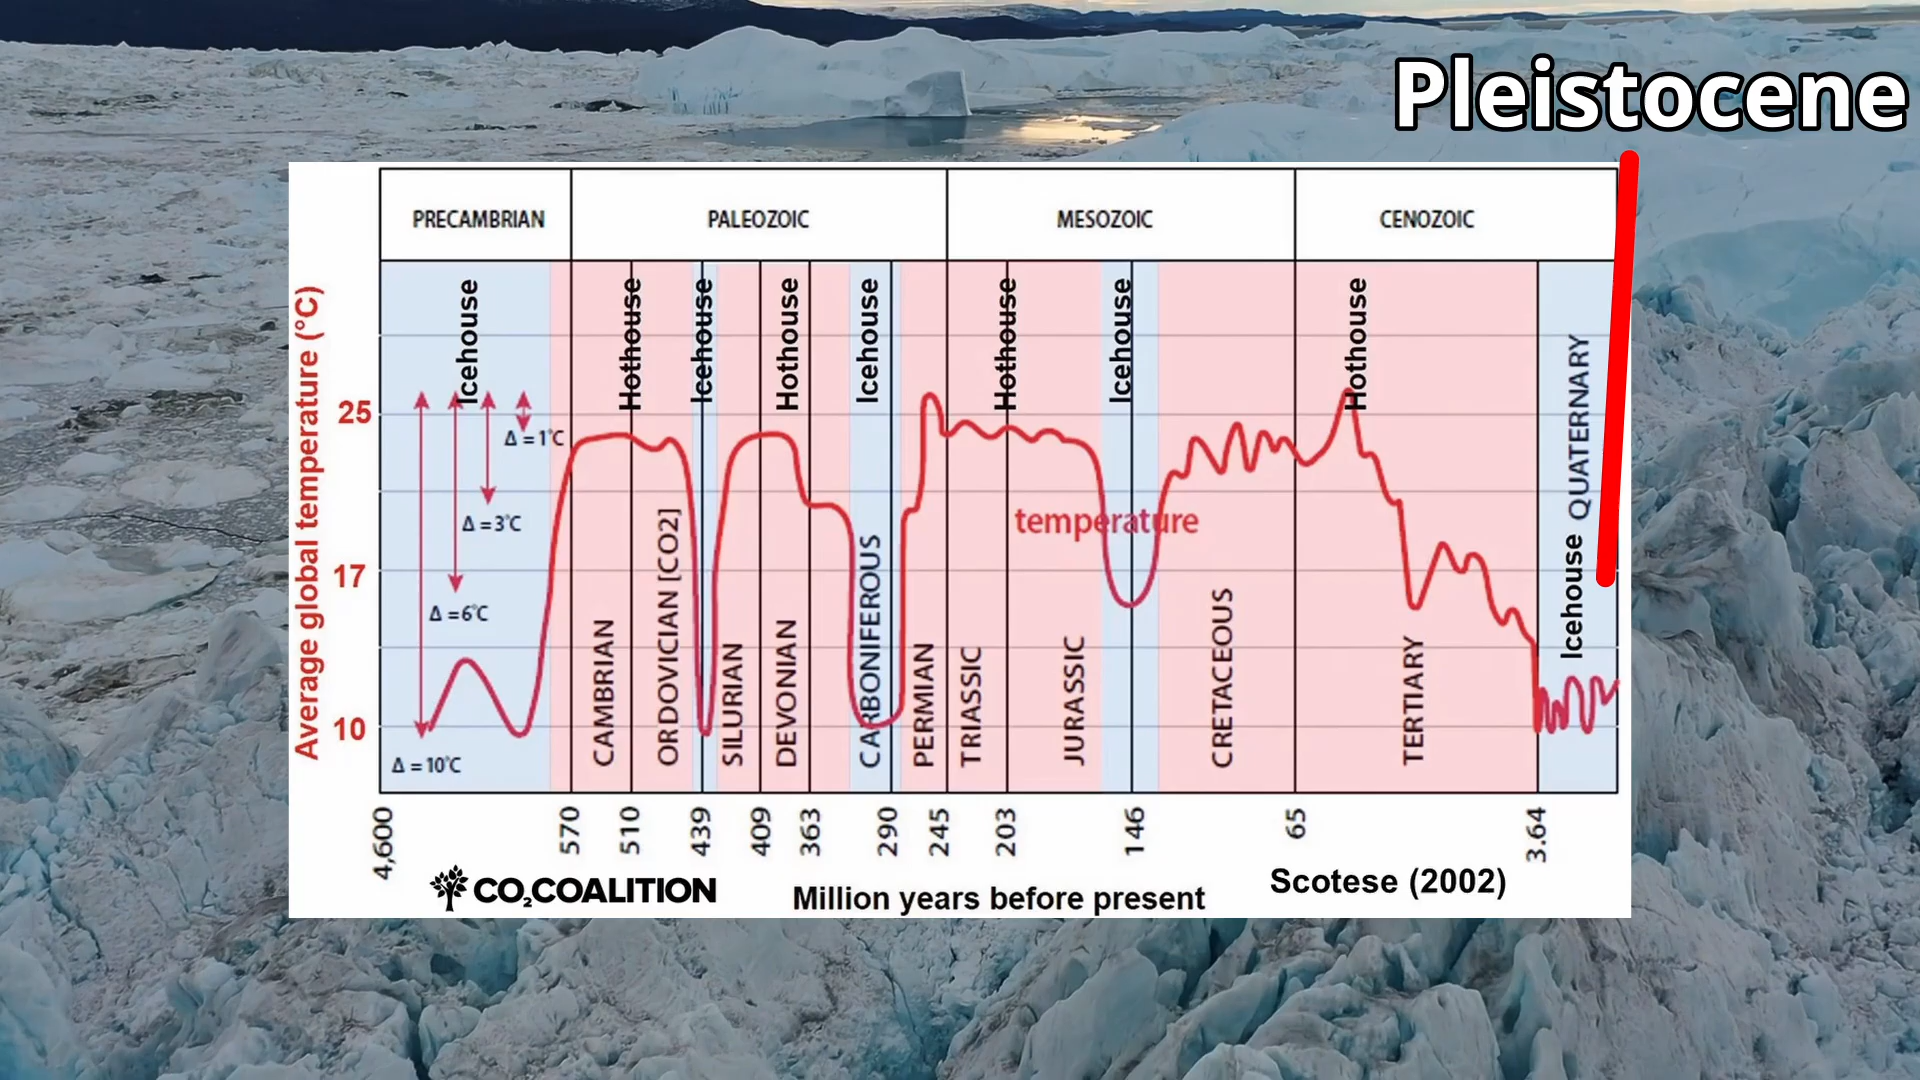 Pleistocene
PRECAMBRIAN
PALEOZOIC
MESOZOIC
CENOZOIC
Icehouse
Hothouse
Icehouse
Hothouse
Icehouse
Hothouse
Icehouse
Hothouse
Icehouse QUATERNARY
Average global temperature (°C)
25
17
10
Δ = 1°C
Δ = 3°C
Δ = 6°C
Δ = 10°C
temperature
CAMBRIAN
ORDOVICIAN [CO2]
SILURIAN
DEVONIAN
CARBONIFEROUS
PERMIAN
TRIASSIC
JURASSIC
CRETACEOUS
TERTIARY
4,600
570
510
439
409
363
290
245
203
146
65
3.64
CO₂COALITION
Million years before present
Scotese (2002)